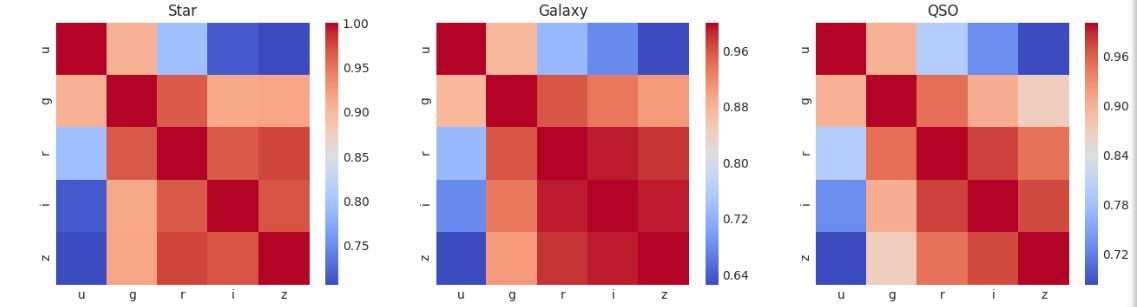 Star
u
g
r
i
z
u g r i z
1.00
0.95
0.90
0.85
0.80
0.75
Galaxy
u
g
r
i
z
u g r i z
0.96
0.88
0.80
0.72
0.64
QSO
u
g
r
i
z
u g r i z
0.96
0.90
0.84
0.78
0.72